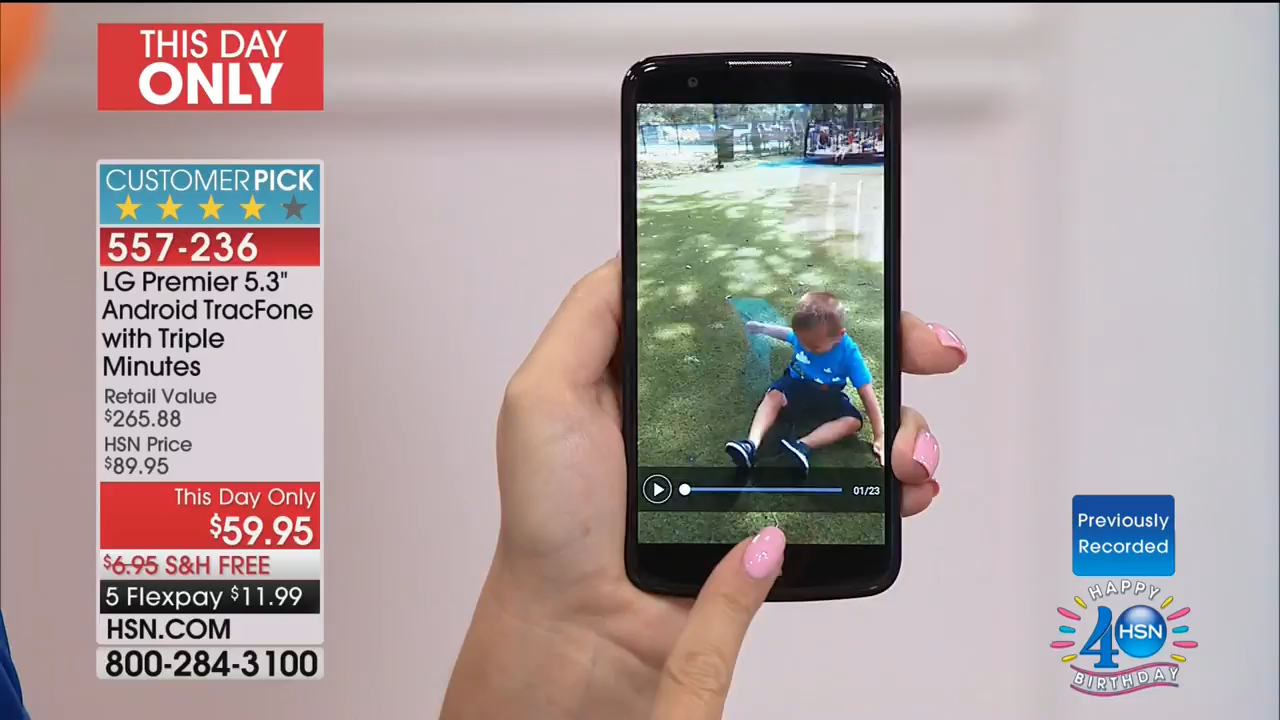 THIS DAY
ONLY
CUSTOMER PICK
557-236
LG Premier 5.3"
Android TracFone
with Triple
Minutes
Retail Value
$265.88
HSN Price
$89.95
This Day Only
$59.95
$6.95 S&H FREE
5 Flexpay $11.99
HSN.COM
800-284-3100
01/23
Previously
Recorded
HAPPY
40 HSN
BIRTHDAY